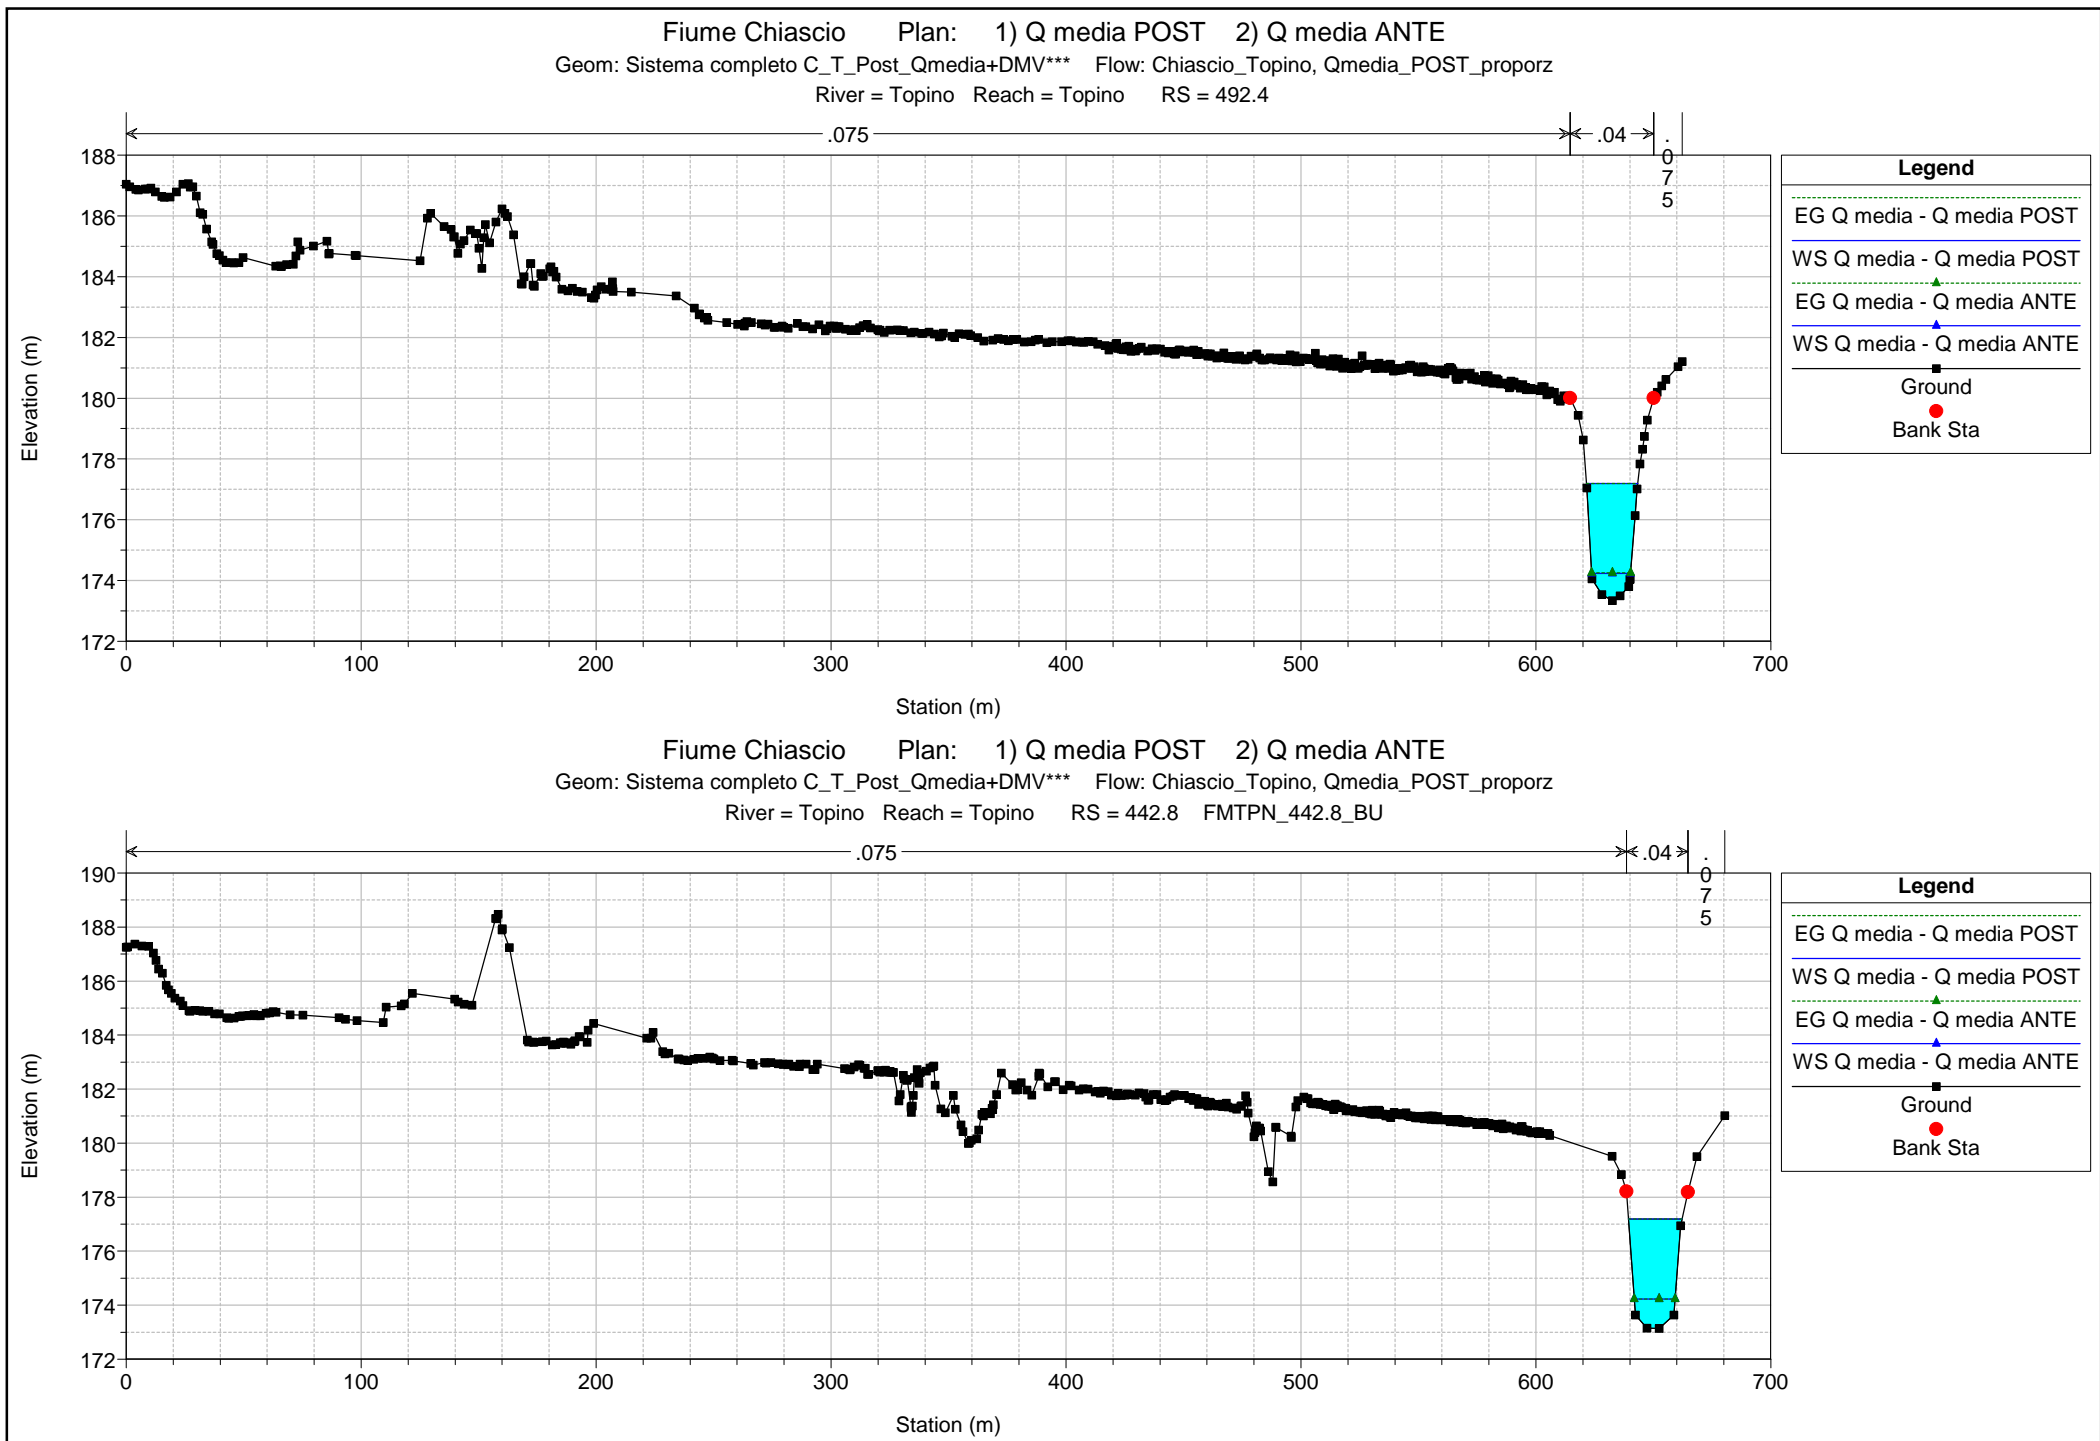 Fiume Chiascio Plan: 1) Q media POST 2) Q media ANTE
Geom: Sistema completo C_T_Post_Qmedia+DMV*** Flow: Chiascio_Topino, Qmedia_POST_proporz
River = Topino Reach = Topino RS = 492.4
.075 .04 .075
188
186
184
182
180
178
176
174
172
Elevation (m)
0 100 200 300 400 500 600 700
Station (m)
Legend
EG Q media - Q media POST
WS Q media - Q media POST
EG Q media - Q media ANTE
WS Q media - Q media ANTE
Ground
Bank Sta
Fiume Chiascio Plan: 1) Q media POST 2) Q media ANTE
Geom: Sistema completo C_T_Post_Qmedia+DMV*** Flow: Chiascio_Topino, Qmedia_POST_proporz
River = Topino Reach = Topino RS = 442.8 FMTPN_442.8_BU
.075 .04 .075
190
188
186
184
182
180
178
176
174
172
Elevation (m)
0 100 200 300 400 500 600 700
Station (m)
Legend
EG Q media - Q media POST
WS Q media - Q media POST
EG Q media - Q media ANTE
WS Q media - Q media ANTE
Ground
Bank Sta